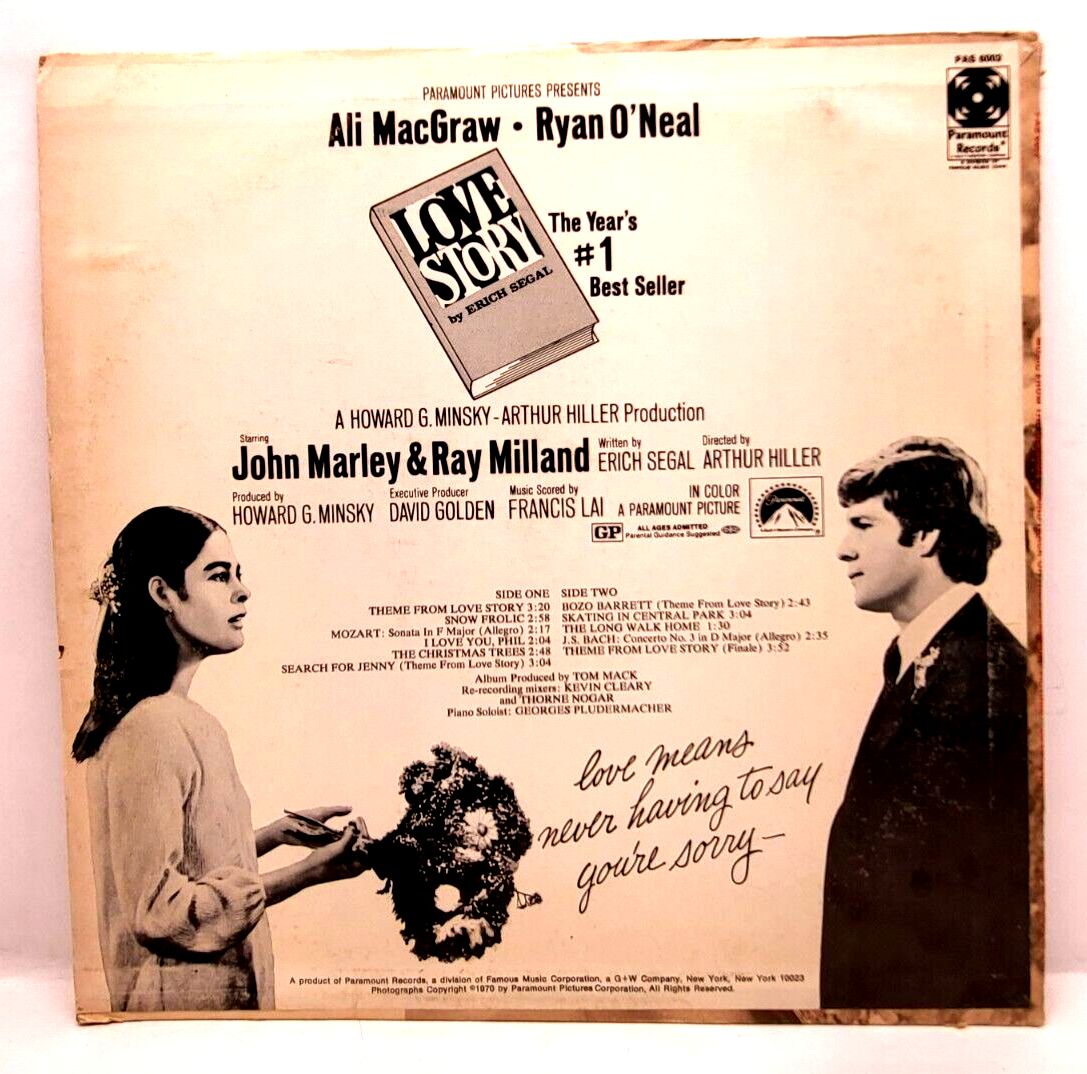 PARAMOUNT PICTURES PRESENTS
PAS 6002
Ali MacGraw • Ryan O'Neal
Paramount
Records
LOVE
STORY
by ERICH SEGAL
The Year's
#1
Best Seller
A HOWARD G. MINSKY-ARTHUR HILLER Production
Starring
John Marley & Ray Milland
Written by
ERICH SEGAL
Directed by
ARTHUR HILLER
Produced by
HOWARD G. MINSKY
Executive Producer
DAVID GOLDEN
Music Scored by
FRANCIS LAI
IN COLOR
A PARAMOUNT PICTURE
Paramount
GP
ALL AGES ADMITTED
Parental Guidance Suggested
SIDE ONE
THEME FROM LOVE STORY 3:20
SNOW FROLIC 2:58
MOZART: Sonata In F Major (Allegro) 2:17
I LOVE YOU, PHIL 2:04
THE CHRISTMAS TREES 2:48
SEARCH FOR JENNY (Theme From Love Story) 3:04
SIDE TWO
BOZO BARRETT (Theme From Love Story) 2:43
SKATING IN CENTRAL PARK 3:04
THE LONG WALK HOME 1:30
J.S. BACH: Concerto No. 3 in D Major (Allegro) 2:35
THEME FROM LOVE STORY (Finale) 3:52
Album Produced by TOM MACK
Re-recording mixers: KEVIN CLEARY
and THORNE NOGAR
Piano Soloist: GEORGES PLUDERMACHER
love means
never having to say
you're sorry—
A product of Paramount Records, a division of Famous Music Corporation, a G+W Company, New York, New York 10023
Photographs Copyright ©1970 by Paramount Pictures Corporation, All Rights Reserved.